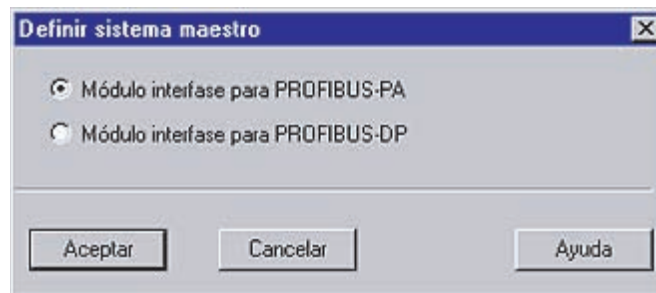 Definir sistema maestro
Módulo interfase para PROFIBUS-PA
Módulo interfase para PROFIBUS-DP
Aceptar Cancelar Ayuda